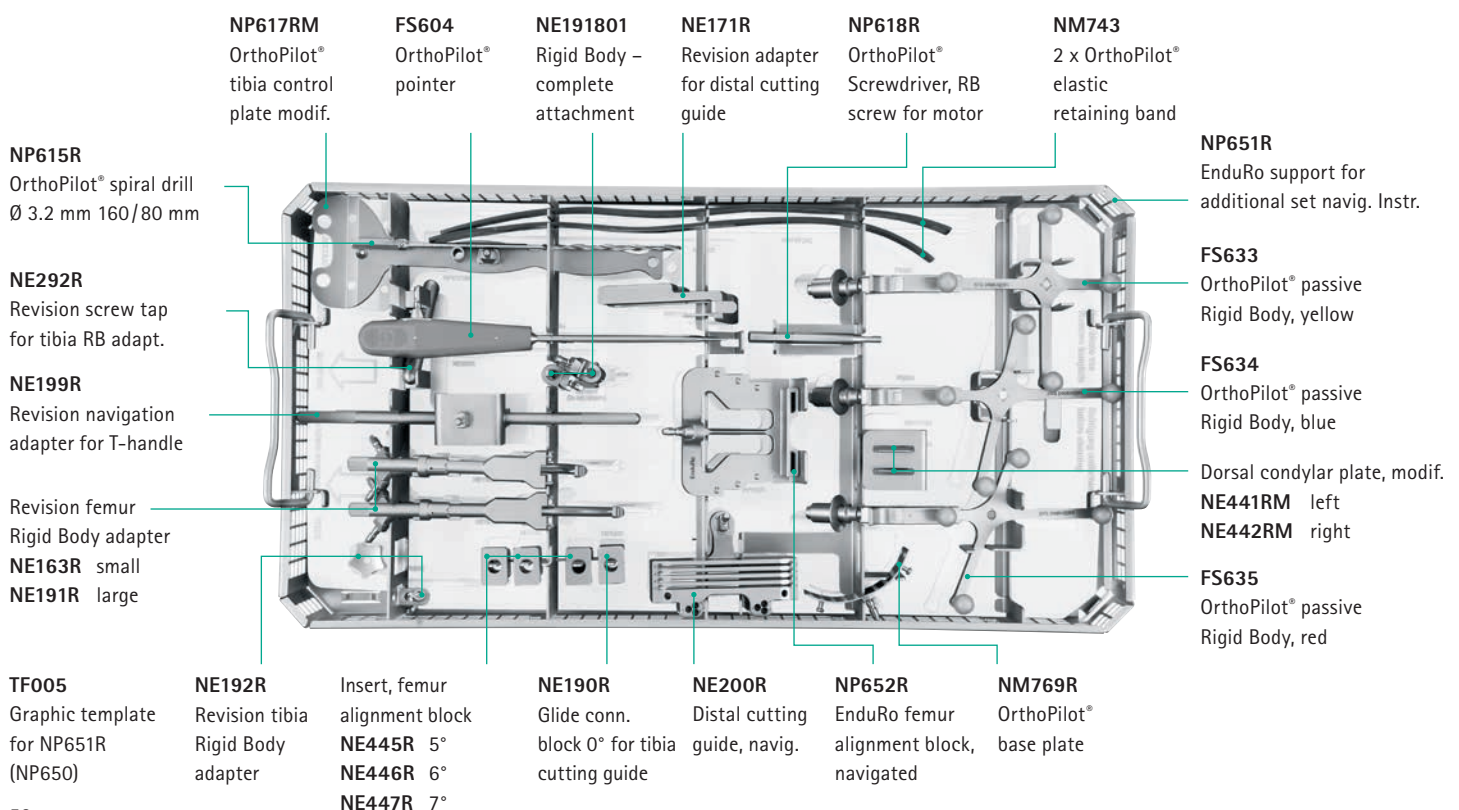 NP617RM
OrthoPilot®
tibia control
plate modif.
FS604
OrthoPilot®
pointer
NE191801
Rigid Body –
complete
attachment
NE171R
Revision adapter
for distal cutting
guide
NP618R
OrthoPilot®
Screwdriver, RB
screw for motor
NM743
2 x OrthoPilot®
elastic
retaining band
NP615R
OrthoPilot® spiral drill
Ø 3.2 mm 160/80 mm
NE292R
Revision screw tap
for tibia RB adapt.
NE199R
Revision navigation
adapter for T-handle
Revision femur
Rigid Body adapter
NE163R small
NE191R large
NP651R
EnduRo support for
additional set navig. Instr.
FS633
OrthoPilot® passive
Rigid Body, yellow
FS634
OrthoPilot® passive
Rigid Body, blue
Dorsal condylar plate, modif.
NE441RM left
NE442RM right
FS635
OrthoPilot® passive
Rigid Body, red
TF005
Graphic template
for NP651R
(NP650)
NE192R
Revision tibia
Rigid Body
adapter
Insert, femur
alignment block
NE445R 5°
NE446R 6°
NE447R 7°
NE190R
Glide conn.
block 0° for tibia
cutting guide
NE200R
Distal cutting
guide, navig.
NP652R
EnduRo femur
alignment block,
navigated
NM769R
OrthoPilot®
base plate